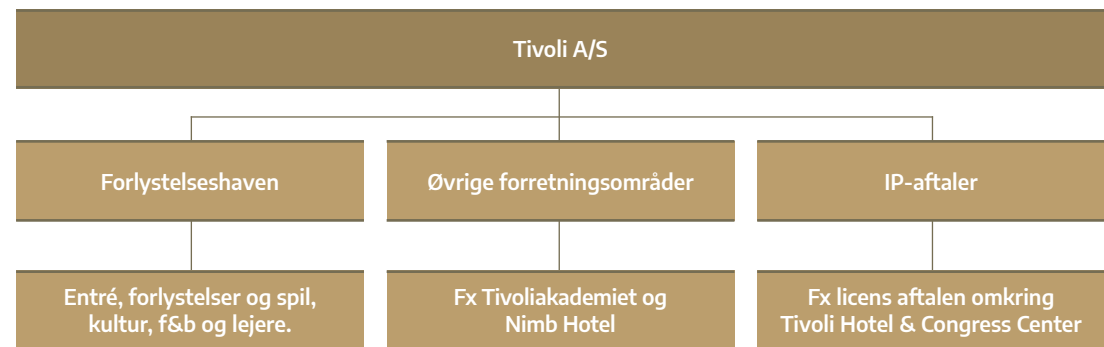 Tivoli A/S
Forlystelseshaven
Øvrige forretningsområder
IP-aftaler
Entré, forlystelser og spil,
kultur, f&b og lejere.
Fx Tivoliakademiet og
Nimb Hotel
Fx licens aftalen omkring
Tivoli Hotel & Congress Center